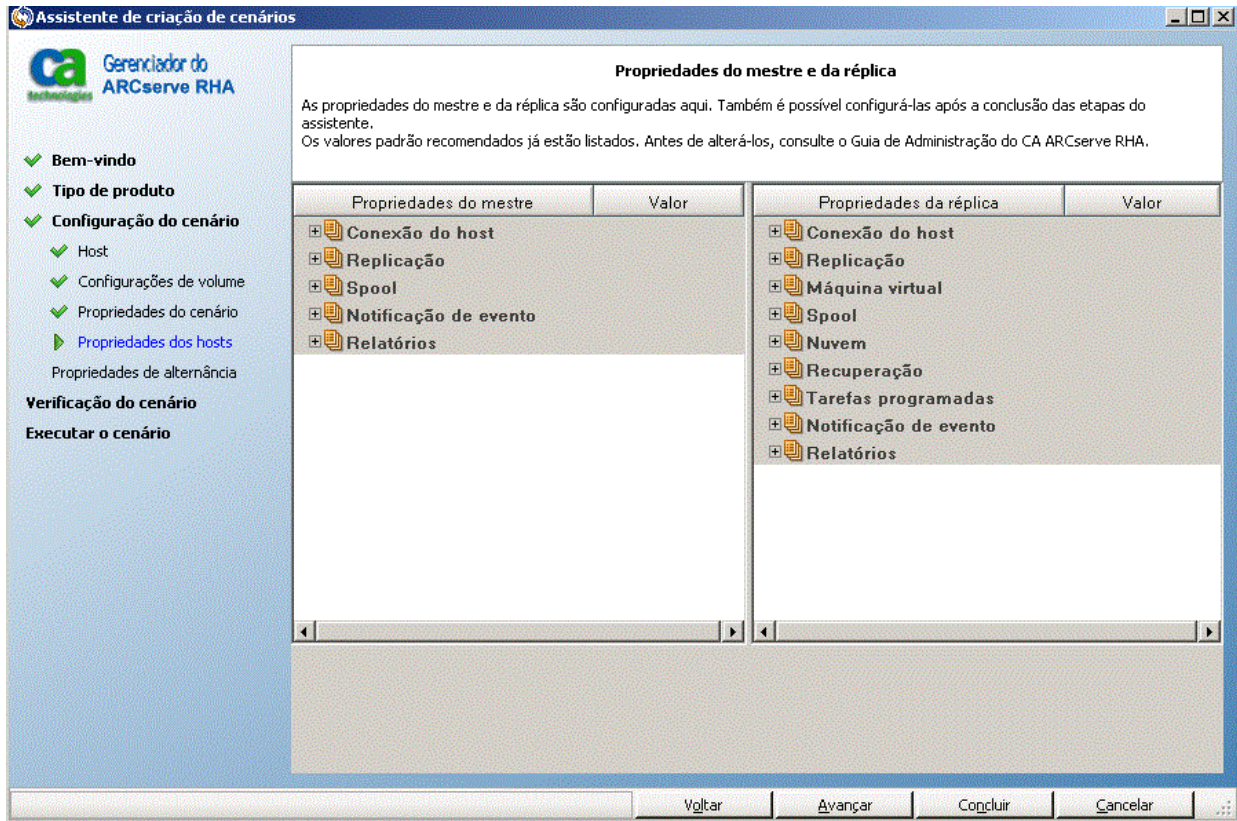 Assistente de criação de cenários
ca
technologies
Gerenciador do
ARCserve RHA
Bem-vindo
Tipo de produto
Configuração do cenário
Host
Configurações de volume
Propriedades do cenário
Propriedades dos hosts
Propriedades de alternância
Verificação do cenário
Executar o cenário
Propriedades do mestre e da réplica
As propriedades do mestre e da réplica são configuradas aqui. Também é possível configurá-las após a conclusão das etapas do
assistente.
Os valores padrão recomendados já estão listados. Antes de alterá-los, consulte o Guia de Administração do CA ARCserve RHA.
Propriedades do mestre Valor
Conexão do host
Replicação
Spool
Notificação de evento
Relatórios
Propriedades da réplica Valor
Conexão do host
Replicação
Máquina virtual
Spool
Nuvem
Recuperação
Tarefas programadas
Notificação de evento
Relatórios
Voltar Avançar Concluir Cancelar